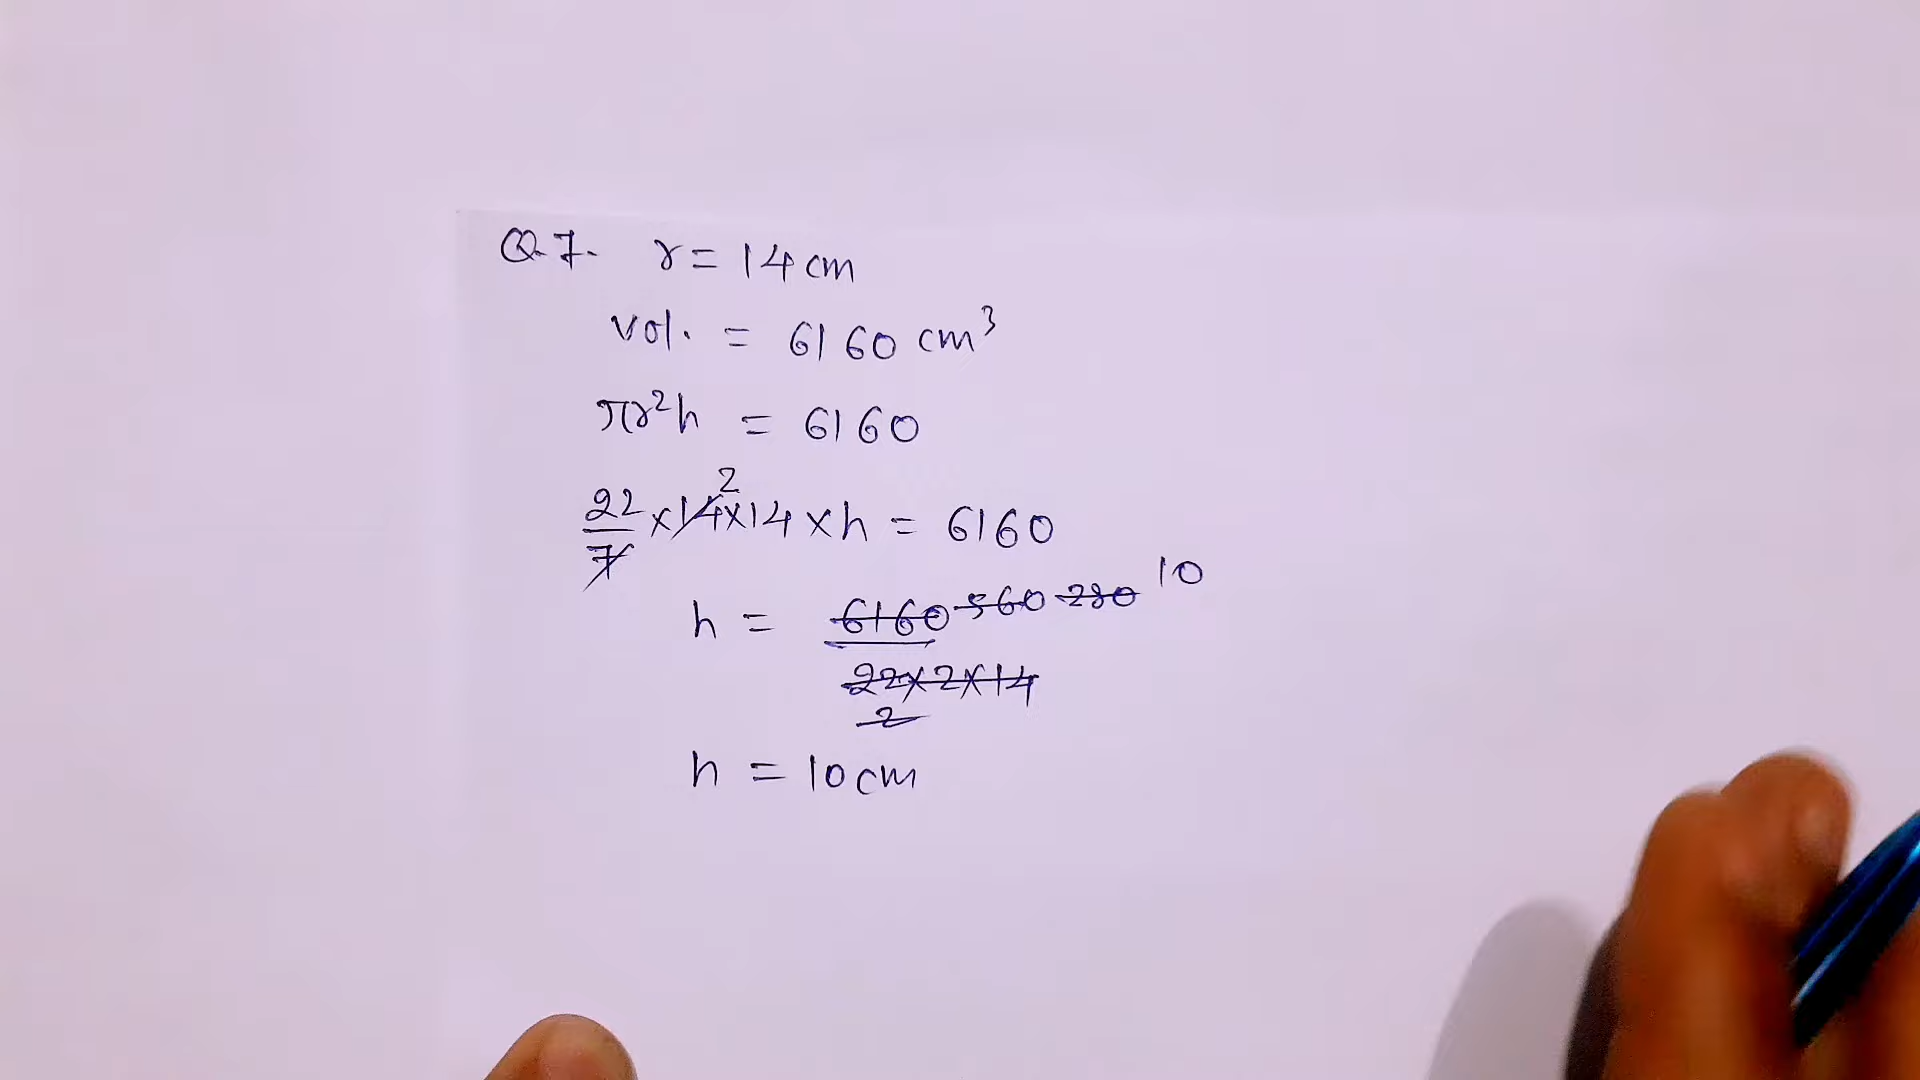 Q.7. r = 14 cm
Vol. = 6160 cm³
πr²h = 6160
22/7 × 14 2 × 14 × h = 6160
h = 6160 560 280 10 / 22 × 2 × 14 2
h = 10 cm